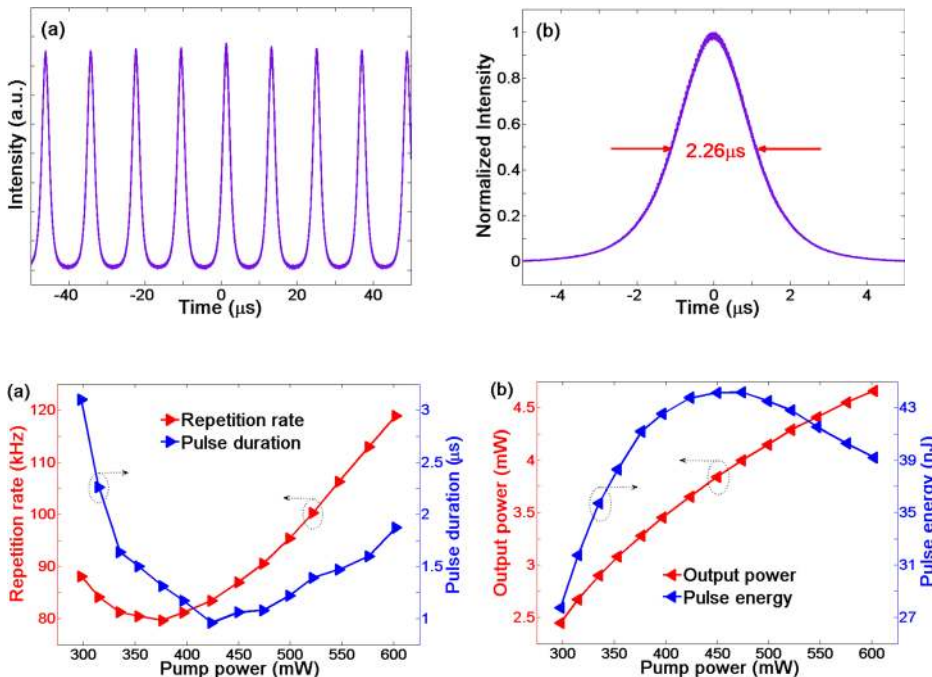 (a)
Intensity (a.u.)
-40 -20 0 20 40
Time (μs)
(b)
Normalized Intensity
1
0.8
0.6
0.4
0.2
0
2.26μs
-4 -2 0 2 4
Time (μs)
(a)
Repetition rate (kHz)
120
110
100
90
80
Repetition rate
Pulse duration
3
2.5
2
1.5
1
Pulse duration (μs)
300 350 400 450 500 550 600
Pump power (mW)
(b)
Output power (mW)
4.5
4
3.5
3
2.5
Output power
Pulse energy
43
39
35
31
27
Pulse energy (nJ)
300 350 400 450 500 550 600
Pump power (mW)